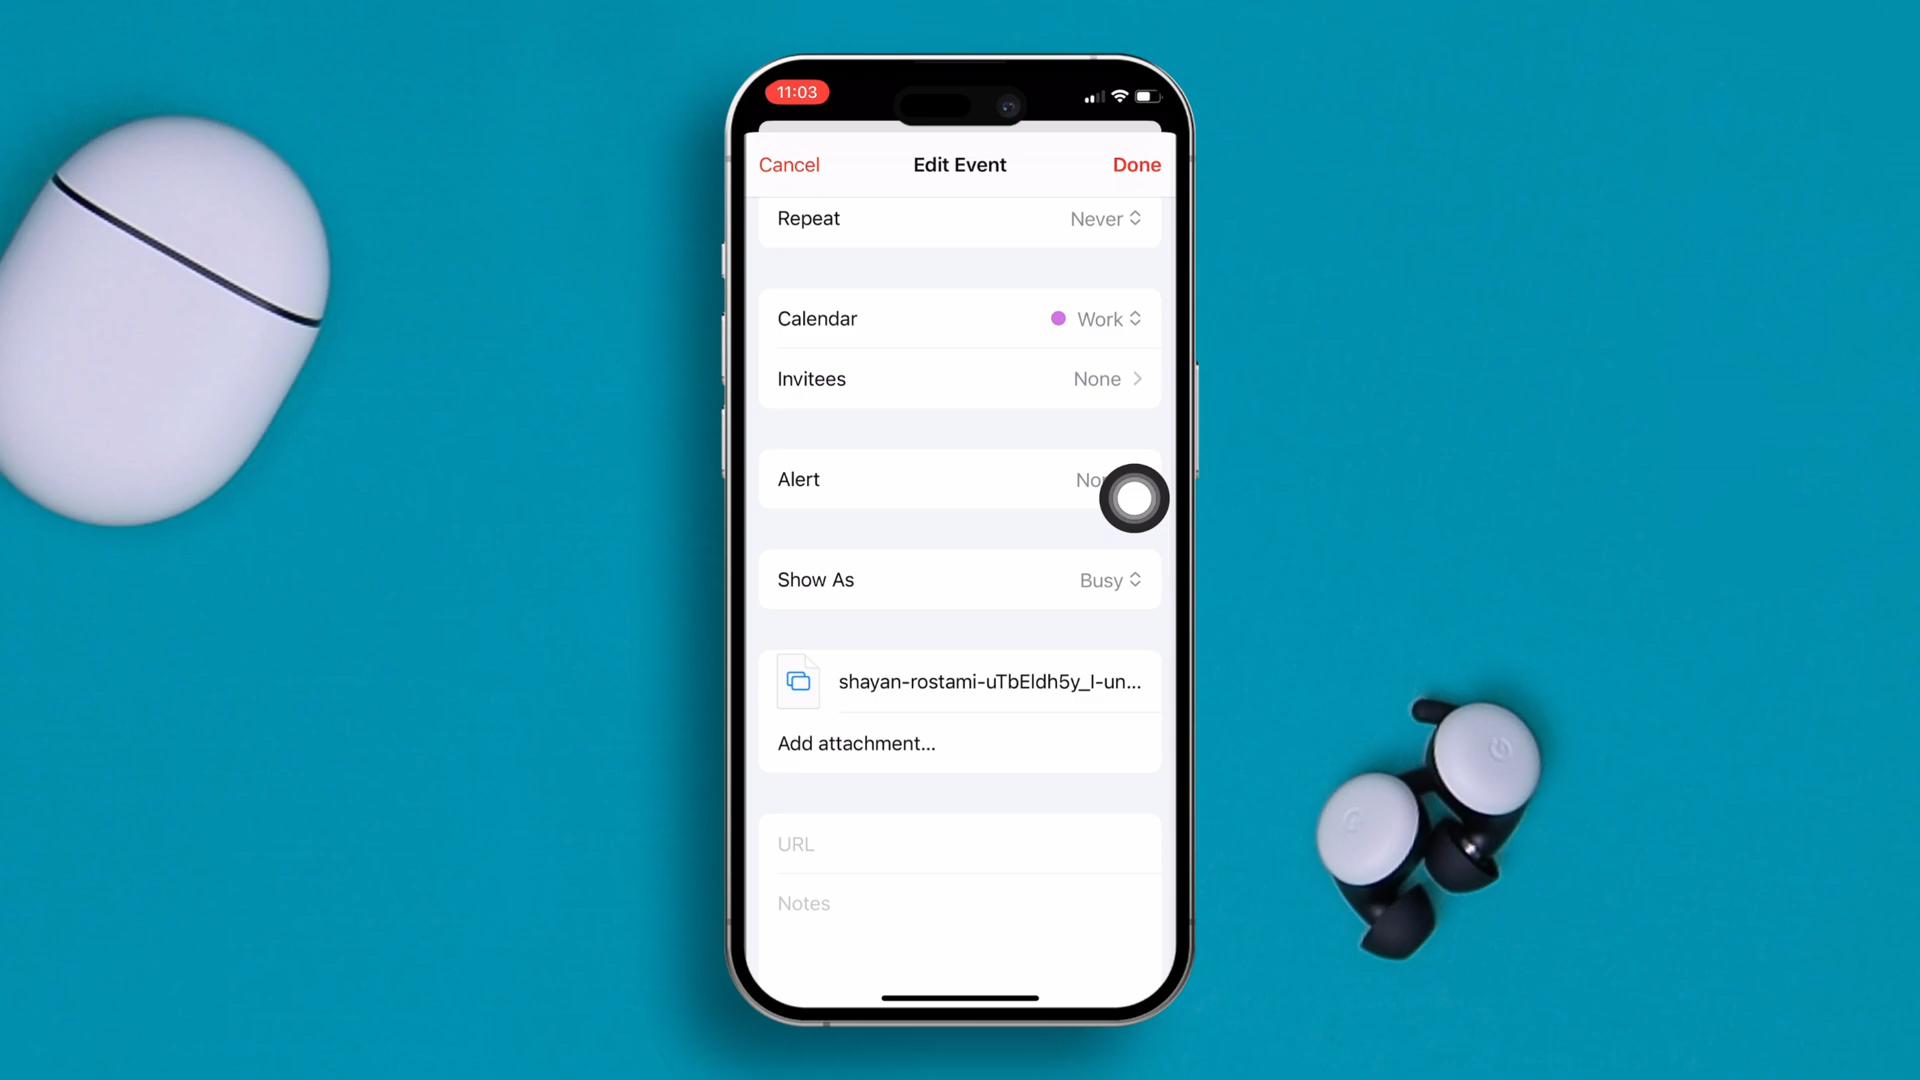 11:03
Cancel Edit Event Done
Repeat Never
Calendar Work
Invitees None
Alert
Show As Busy
shayan-rostami-uTbEldh5y_I-un...
Add attachment...
URL
Notes